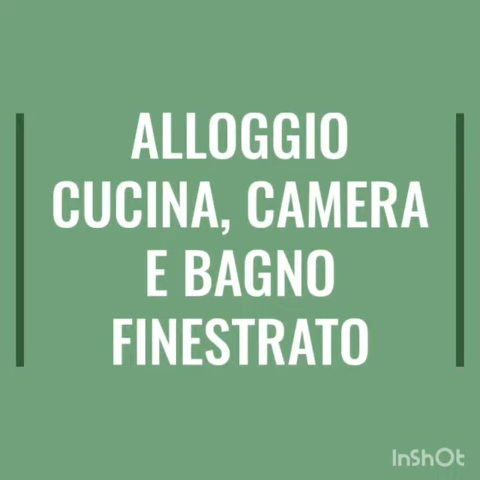 ALLOGGIO
CUCINA, CAMERA
E BAGNO
FINESTRATO
InShOt